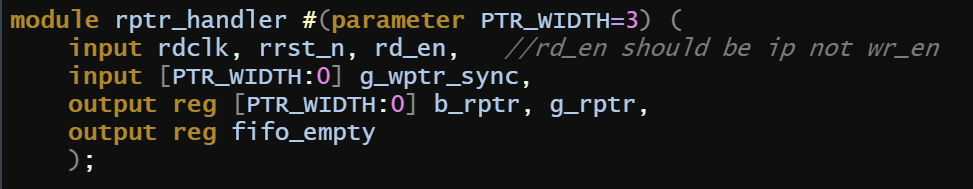 module rptr_handler #(parameter PTR_WIDTH=3) (
input rdclk, rrst_n, rd_en, //rd_en should be ip not wr_en
input [PTR_WIDTH:0] g_wptr_sync,
output reg [PTR_WIDTH:0] b_rptr, g_rptr,
output reg fifo_empty
);